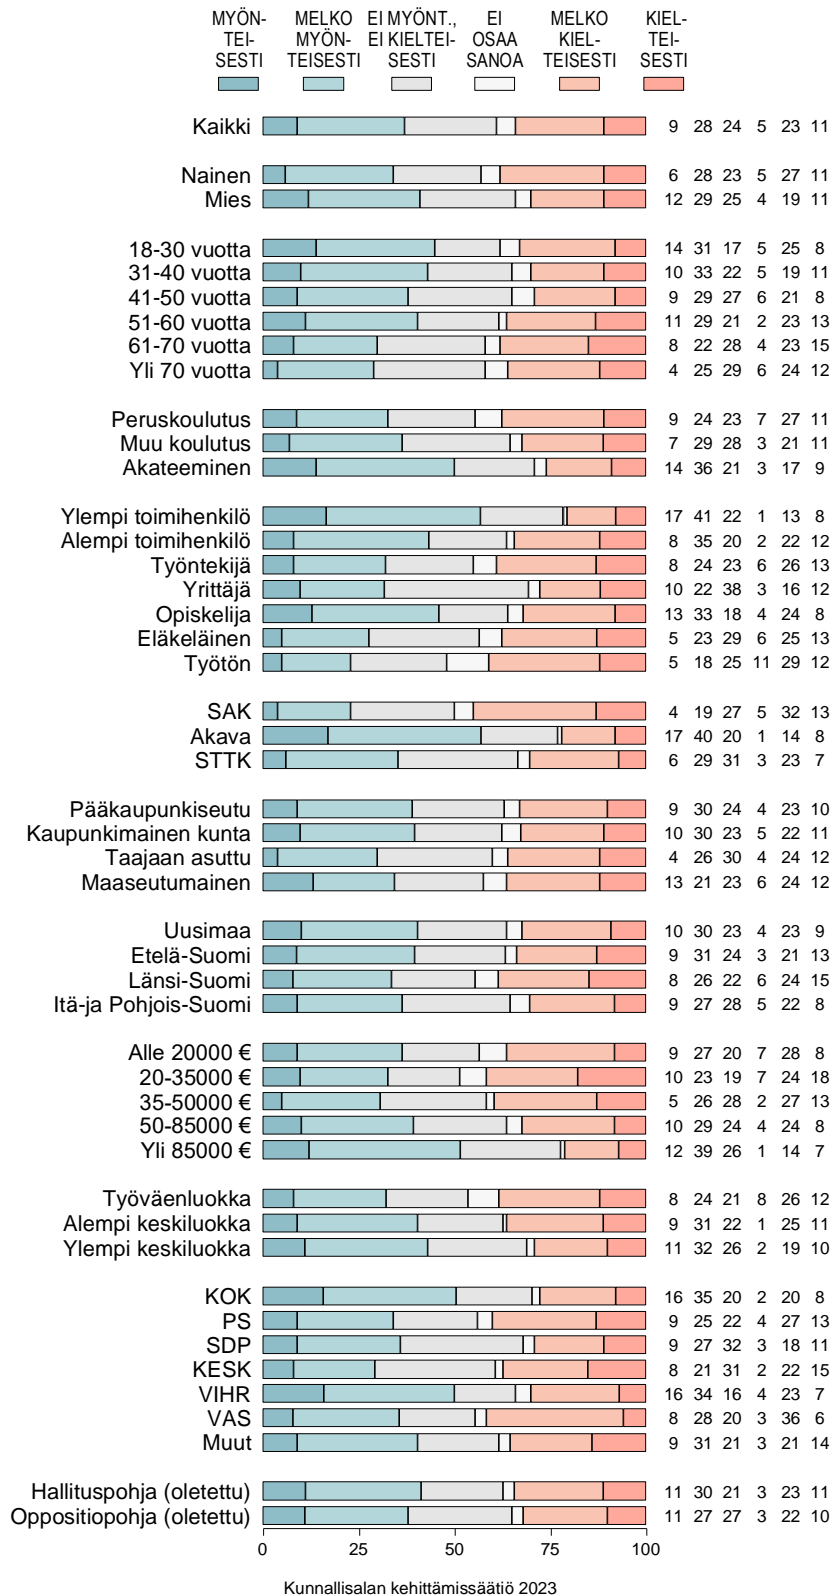 MYÖN- MELKO EI MYÖNT., EI MELKO KIEL-
TEI- MYÖN- EI KIELTEI- OSAA KIEL- TEI-
SESTI TEISESTI SESTI SANOA TEISESTI SESTI
Kaikki 9 28 24 5 23 11
Nainen 6 28 23 5 27 11
Mies 12 29 25 4 19 11
18-30 vuotta 14 31 17 5 25 8
31-40 vuotta 10 33 22 5 19 11
41-50 vuotta 9 29 27 6 21 8
51-60 vuotta 11 29 21 2 23 13
61-70 vuotta 8 22 28 4 23 15
Yli 70 vuotta 4 25 29 6 24 12
Peruskoulutus 9 24 23 7 27 11
Muu koulutus 7 29 28 3 21 11
Akateeminen 14 36 21 3 17 9
Ylempi toimihenkilö 17 41 22 1 13 8
Alempi toimihenkilö 8 35 20 2 22 12
Työntekijä 8 24 23 6 26 13
Yrittäjä 10 22 38 3 16 12
Opiskelija 13 33 18 4 24 8
Eläkeläinen 5 23 29 6 25 13
Työtön 5 18 25 11 29 12
SAK 4 19 27 5 32 13
Akava 17 40 20 1 14 8
STTK 6 29 31 3 23 7
Pääkaupunkiseutu 9 30 24 4 23 10
Kaupunkimainen kunta 10 30 23 5 22 11
Taajaan asuttu 4 26 30 4 24 12
Maaseutumainen 13 21 23 6 24 12
Uusimaa 10 30 23 4 23 9
Etelä-Suomi 9 31 24 3 21 13
Länsi-Suomi 8 26 22 6 24 15
Itä-ja Pohjois-Suomi 9 27 28 5 22 8
Alle 20000 € 9 27 20 7 28 8
20-35000 € 10 23 19 7 24 18
35-50000 € 5 26 28 2 27 13
50-85000 € 10 29 24 4 24 8
Yli 85000 € 12 39 26 1 14 7
Työväenluokka 8 24 21 8 26 12
Alempi keskiluokka 9 31 22 1 25 11
Ylempi keskiluokka 11 32 26 2 19 10
KOK 16 35 20 2 20 8
PS 9 25 22 4 27 13
SDP 9 27 32 3 18 11
KESK 8 21 31 2 22 15
VIHR 16 34 16 4 23 7
VAS 8 28 20 3 36 6
Muut 9 31 21 3 21 14
Hallituspohja (oletettu) 11 30 21 3 23 11
Oppositiopohja (oletettu) 11 27 27 3 22 10
0 25 50 75 100
Kunnallisalan kehittämissäätiö 2023